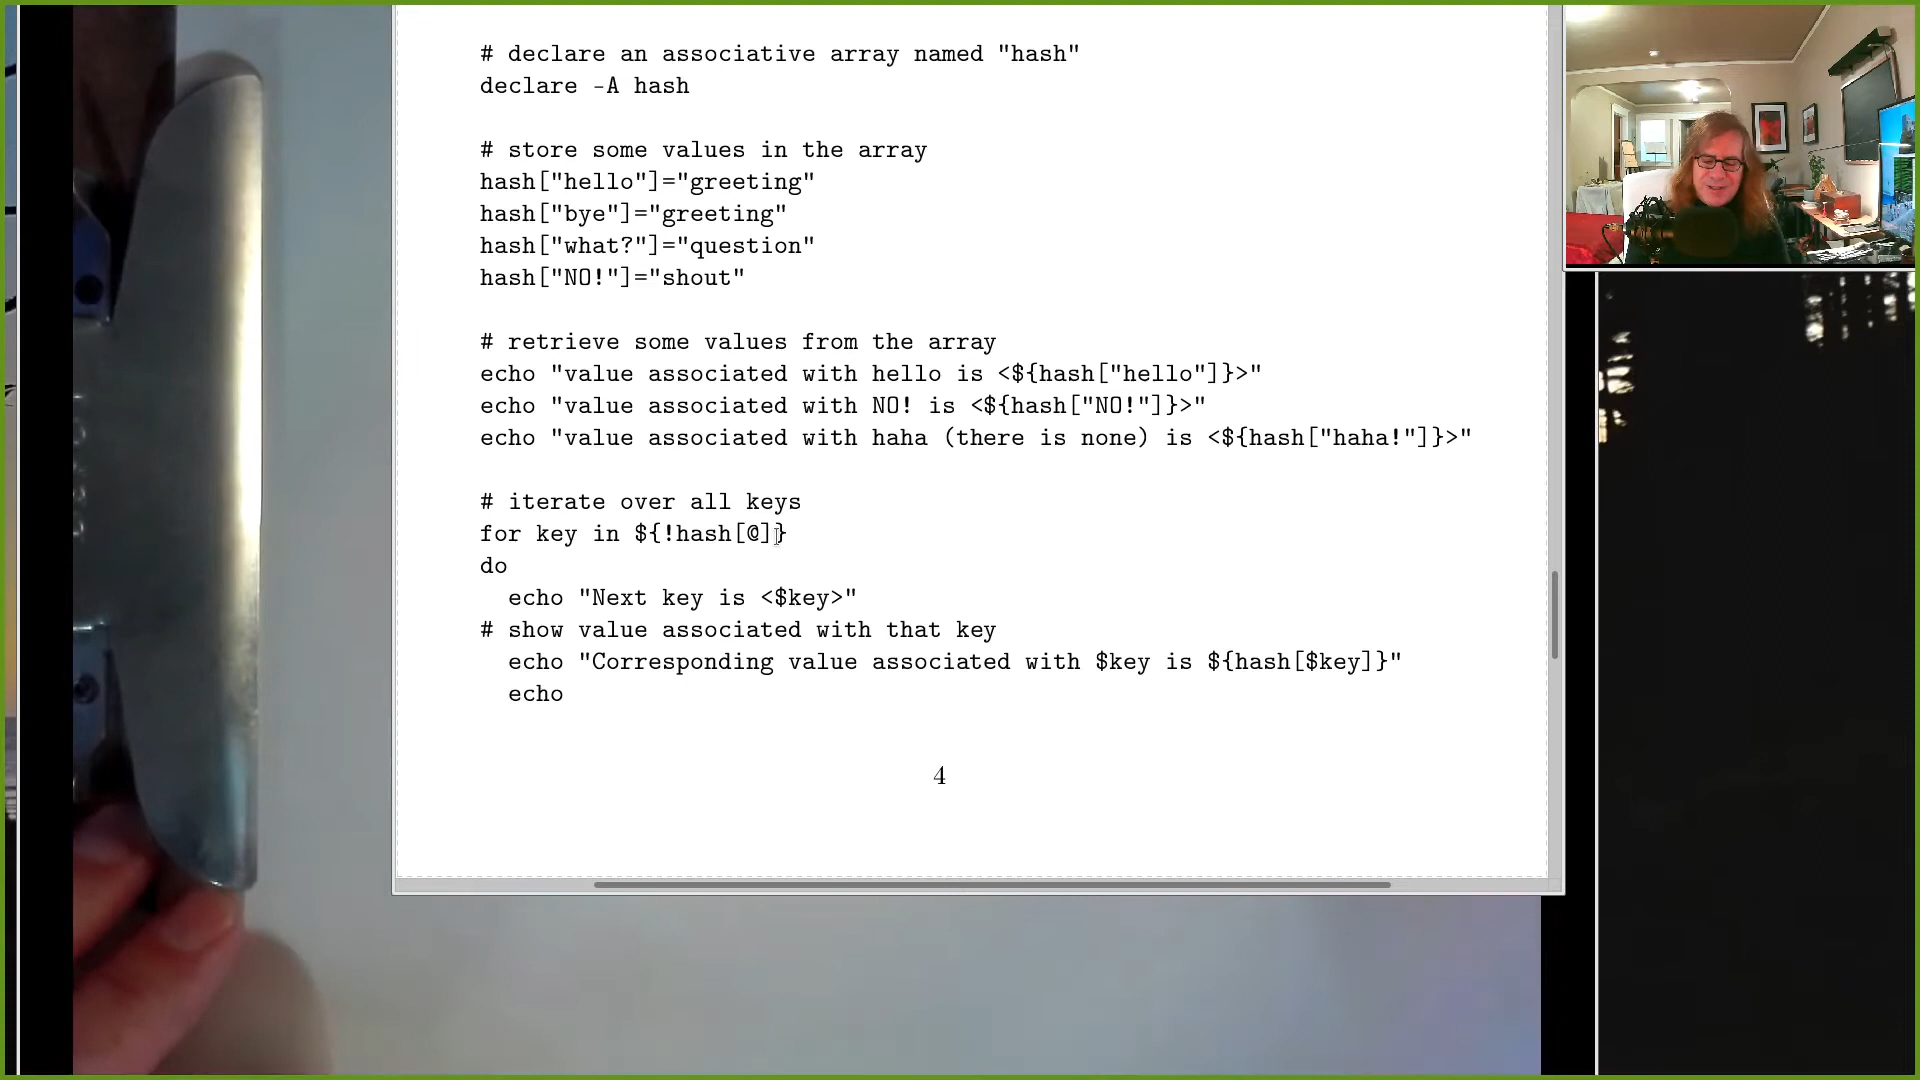 # declare an associative array named "hash"
declare -A hash
# store some values in the array
hash["hello"]="greeting"
hash["bye"]="greeting"
hash["what?"]="question"
hash["NO!"]="shout"
# retrieve some values from the array
echo "value associated with hello is <${hash["hello"]}>"
echo "value associated with NO! is <${hash["NO!"]}>"
echo "value associated with haha (there is none) is <${hash["haha!"]}>"
# iterate over all keys
for key in ${!hash[@]}
do
echo "Next key is <$key>"
# show value associated with that key
echo "Corresponding value associated with $key is ${hash[$key]}"
echo
4